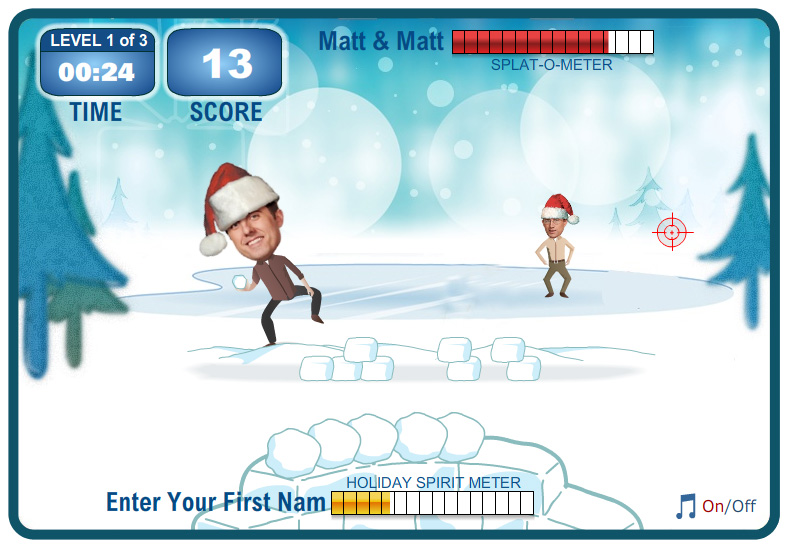 LEVEL 1 of 3
00:24
TIME
13
SCORE
Matt & Matt
SPLAT-O-METER
HOLIDAY SPIRIT METER
Enter Your First Nam
On/Off